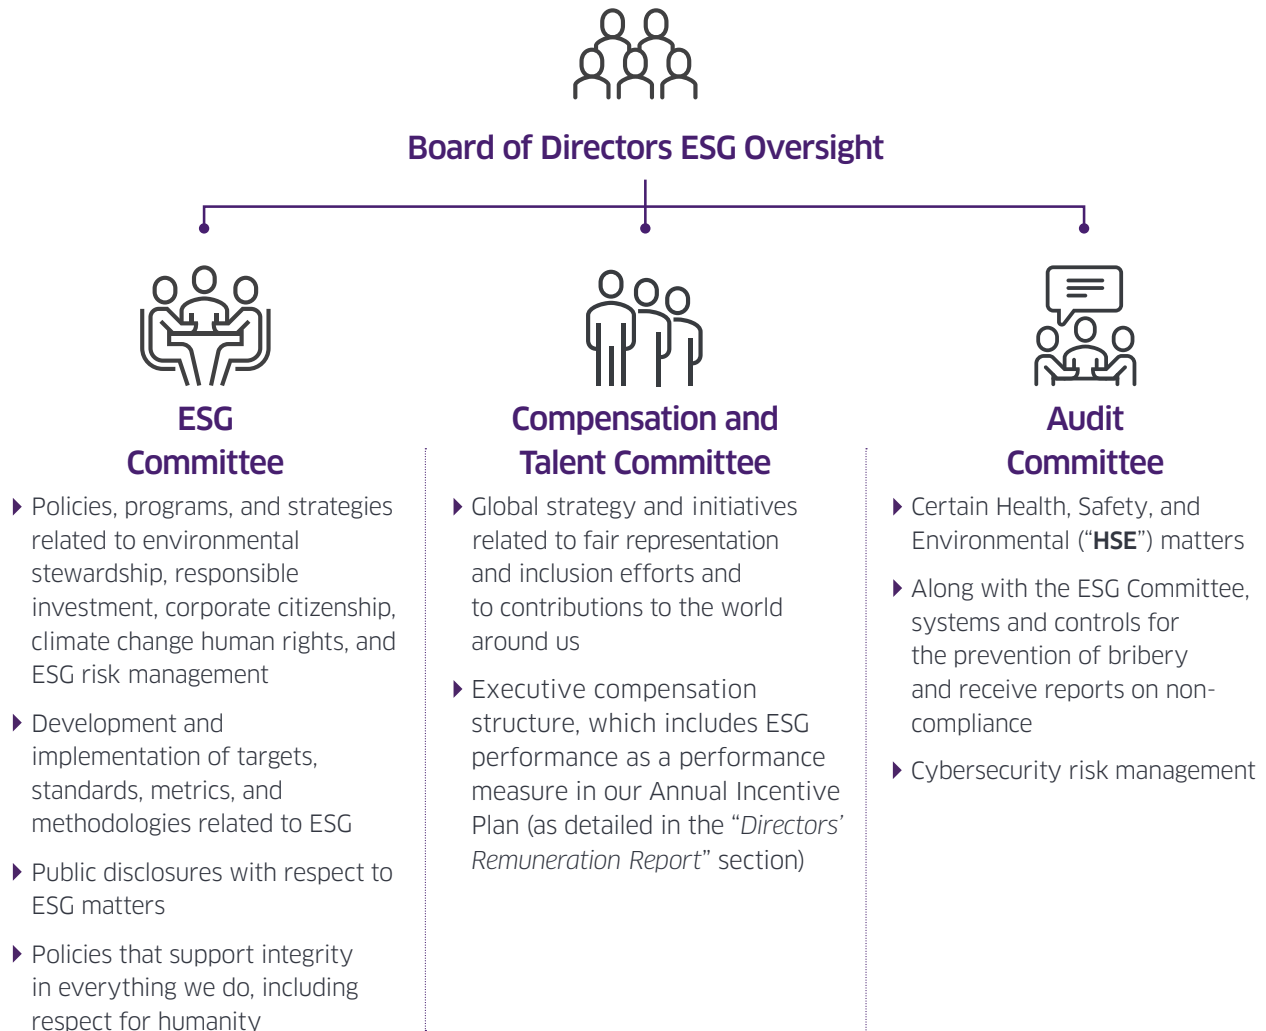 Board of Directors ESG Oversight
ESG
Committee
▸ Policies, programs, and strategies
related to environmental
stewardship, responsible
investment, corporate citizenship,
climate change human rights, and
ESG risk management
▸ Development and
implementation of targets,
standards, metrics, and
methodologies related to ESG
▸ Public disclosures with respect to
ESG matters
▸ Policies that support integrity
in everything we do, including
respect for humanity
Compensation and
Talent Committee
▸ Global strategy and initiatives
related to fair representation
and inclusion efforts and
to contributions to the world
around us
▸ Executive compensation
structure, which includes ESG
performance as a performance
measure in our Annual Incentive
Plan (as detailed in the “Directors’
Remuneration Report” section)
Audit
Committee
▸ Certain Health, Safety, and
Environmental (“HSE”) matters
▸ Along with the ESG Committee,
systems and controls for
the prevention of bribery
and receive reports on non-
compliance
▸ Cybersecurity risk management